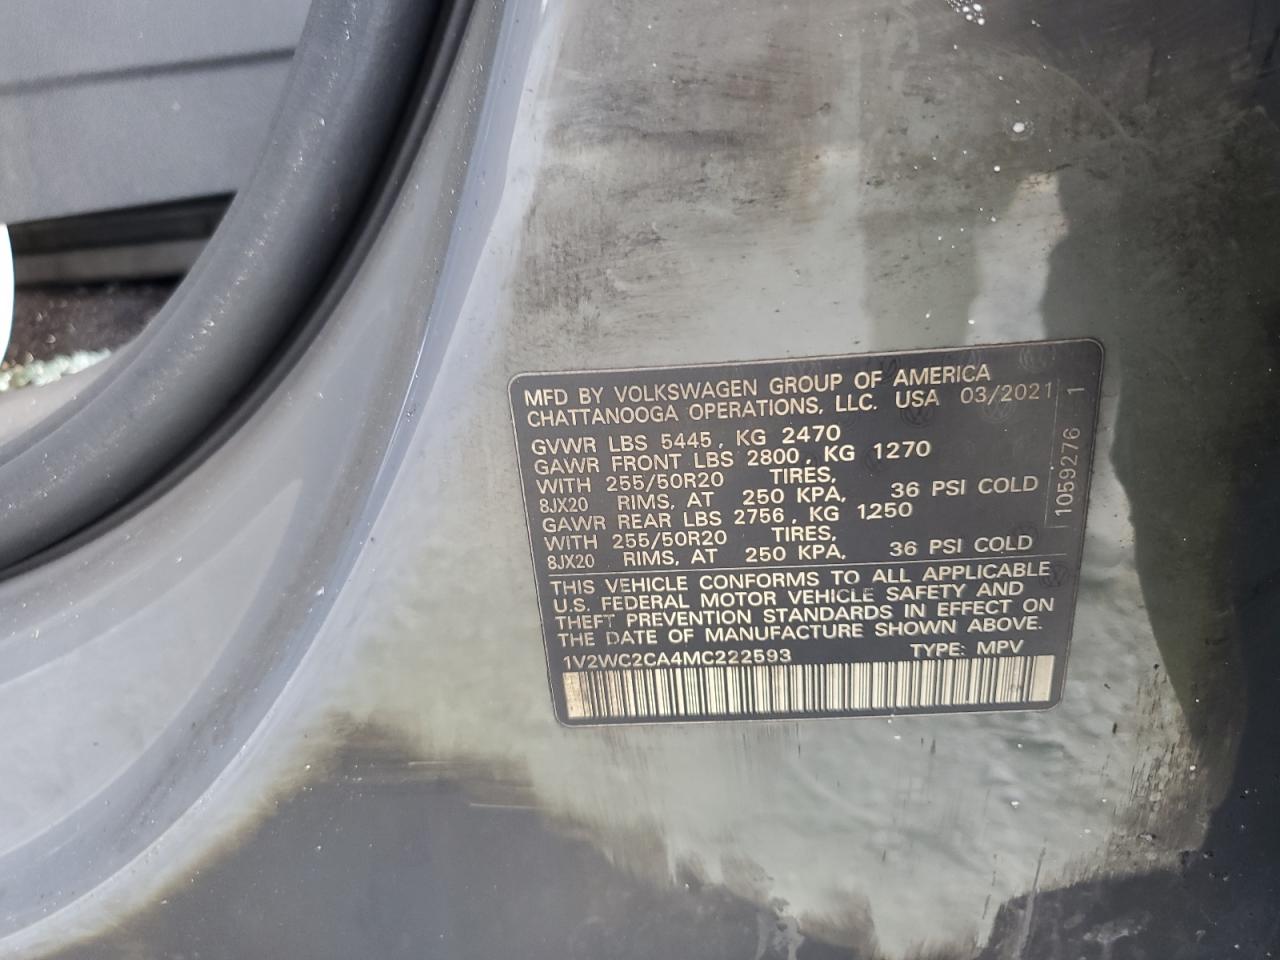 MFD BY VOLKSWAGEN GROUP OF AMERICA
CHATTANOOGA OPERATIONS, LLC. USA 03/2021
GVWR LBS 5445, KG 2470
GAWR FRONT LBS 2800, KG 1270
WITH 255/50R20 TIRES,
8JX20 RIMS, AT 250 KPA, 36 PSI COLD
GAWR REAR LBS 2756, KG 1250
WITH 255/50R20 TIRES,
8JX20 RIMS, AT 250 KPA, 36 PSI COLD
THIS VEHICLE CONFORMS TO ALL APPLICABLE
U.S. FEDERAL MOTOR VEHICLE SAFETY AND
THEFT PREVENTION STANDARDS IN EFFECT ON
THE DATE OF MANUFACTURE SHOWN ABOVE.
1V2WC2CA4MC222593 TYPE: MPV
1059276 1